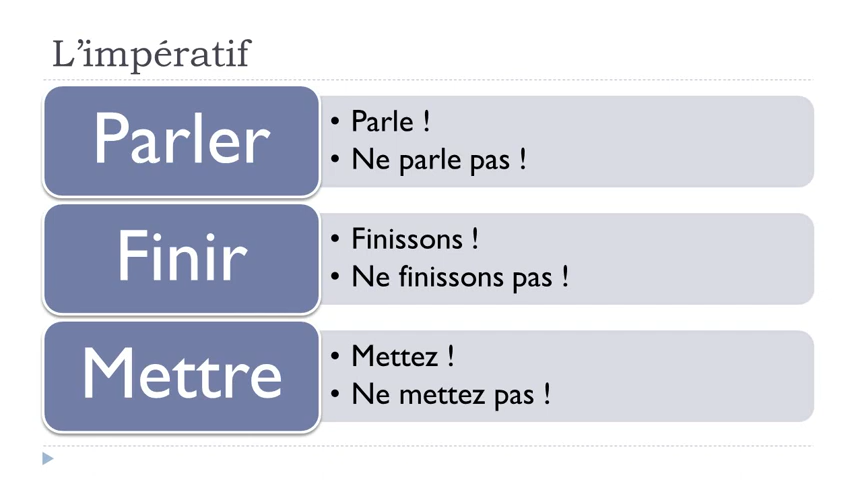 L’impératif
Parler
• Parle !
• Ne parle pas !
Finir
• Finissons !
• Ne finissons pas !
Mettre
• Mettez !
• Ne mettez pas !